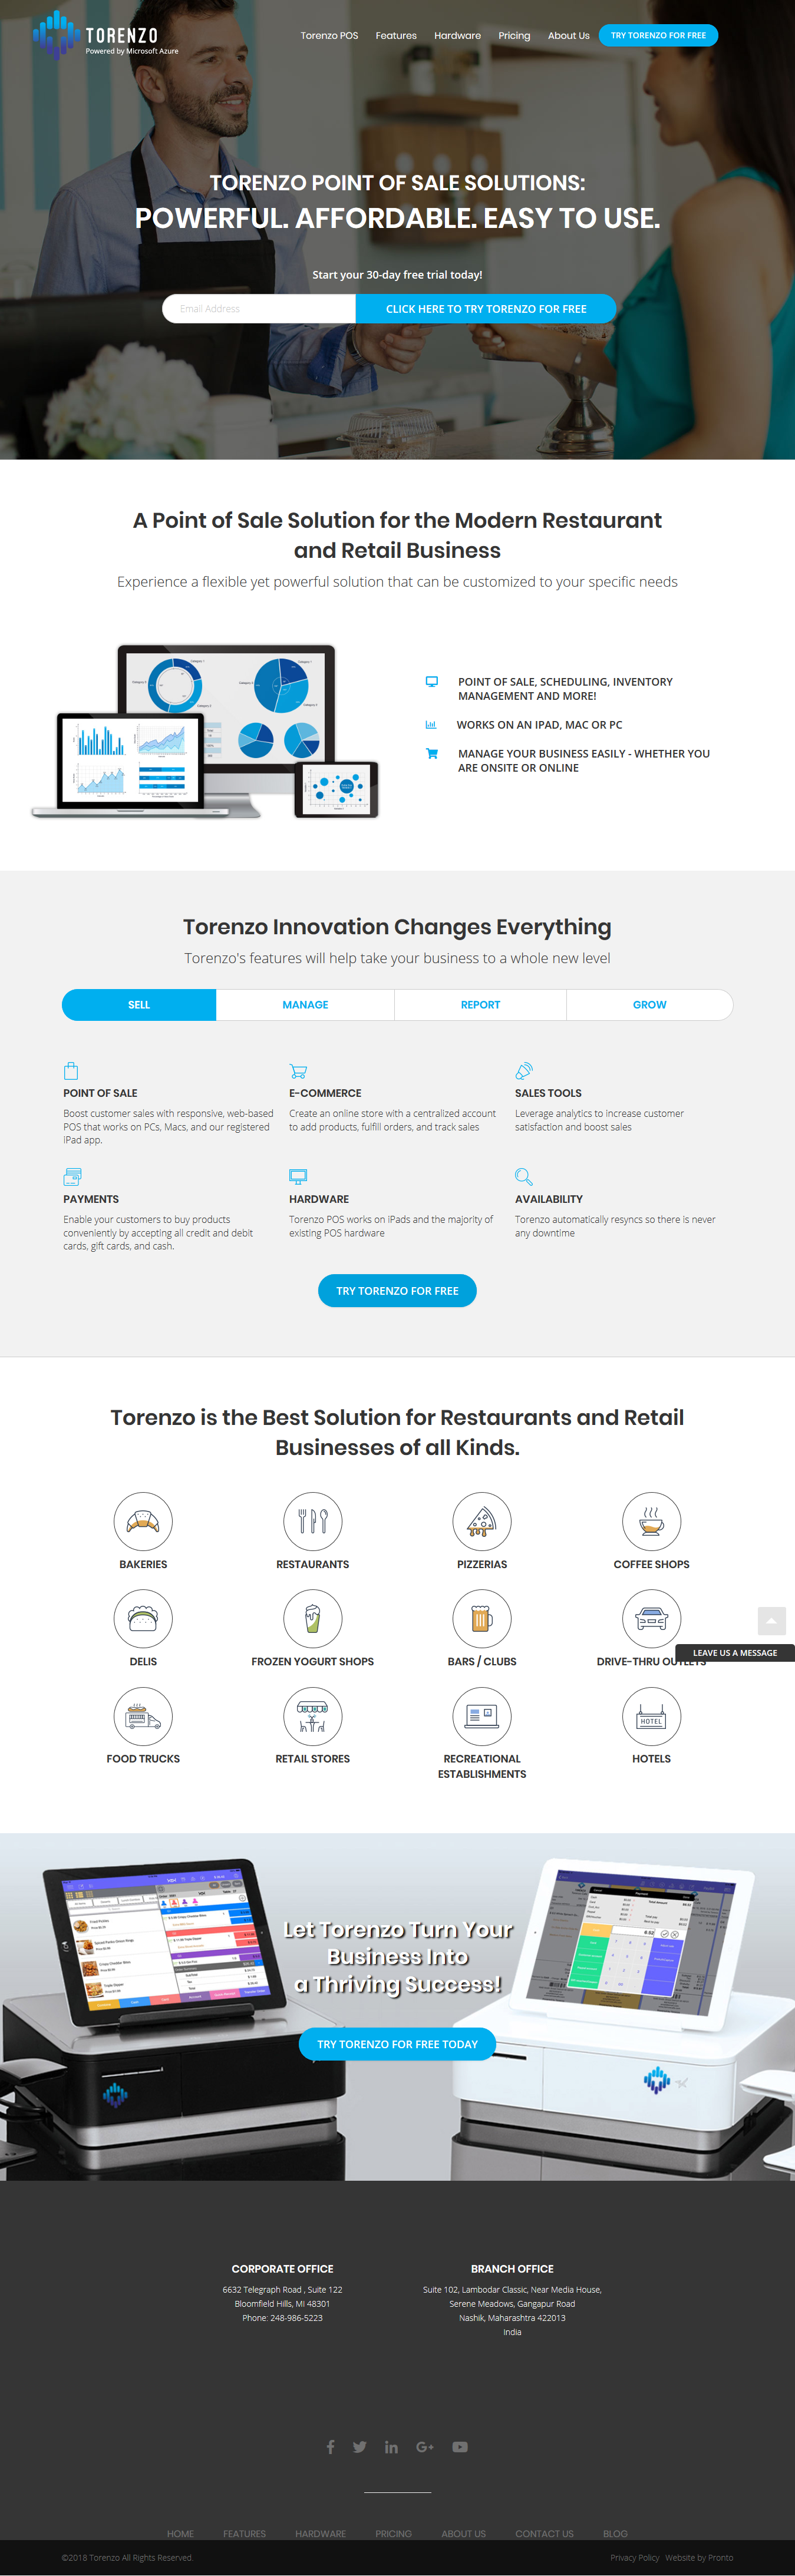 TORENZO
Powered by Microsoft Azure
Torenzo POS
Features
Hardware
Pricing
About Us
TRY TORENZO FOR FREE
TORENZO POINT OF SALE SOLUTIONS:
POWERFUL. AFFORDABLE. EASY TO USE.
Start your 30-day free trial today!
Email Address
CLICK HERE TO TRY TORENZO FOR FREE
A Point of Sale Solution for the Modern Restaurant
and Retail Business
Experience a flexible yet powerful solution that can be customized to your specific needs
POINT OF SALE, SCHEDULING, INVENTORY
MANAGEMENT AND MORE!
WORKS ON AN IPAD, MAC OR PC
MANAGE YOUR BUSINESS EASILY - WHETHER YOU
ARE ONSITE OR ONLINE
Torenzo Innovation Changes Everything
Torenzo's features will help take your business to a whole new level
SELL
MANAGE
REPORT
GROW
POINT OF SALE
Boost customer sales with responsive, web-based
POS that works on PCs, Macs, and our registered
iPad app.
E-COMMERCE
Create an online store with a centralized account
to add products, fulfill orders, and track sales
SALES TOOLS
Leverage analytics to increase customer
satisfaction and boost sales
PAYMENTS
Enable your customers to buy products
conveniently by accepting all credit and debit
cards, gift cards, and cash.
HARDWARE
Torenzo POS works on iPads and the majority of
existing POS hardware
AVAILABILITY
Torenzo automatically resyncs so there is never
any downtime
TRY TORENZO FOR FREE
Torenzo is the Best Solution for Restaurants and Retail
Businesses of all Kinds.
BAKERIES
RESTAURANTS
PIZZERIAS
COFFEE SHOPS
DELIS
FROZEN YOGURT SHOPS
BARS / CLUBS
DRIVE-THRU OUTLETS
LEAVE US A MESSAGE
FOOD TRUCKS
RETAIL STORES
RECREATIONAL
ESTABLISHMENTS
HOTEL
HOTELS
Let Torenzo Turn Your
Business Into
a Thriving Success!
TRY TORENZO FOR FREE TODAY
CORPORATE OFFICE
6632 Telegraph Road , Suite 122
Bloomfield Hills, MI 48301
Phone: 248-986-5223
BRANCH OFFICE
Suite 102, Lambodar Classic, Near Media House,
Serene Meadows, Gangapur Road
Nashik, Maharashtra 422013
India
HOME
FEATURES
HARDWARE
PRICING
ABOUT US
CONTACT US
BLOG
©2018 Torenzo All Rights Reserved.
Privacy Policy
Website by Pronto